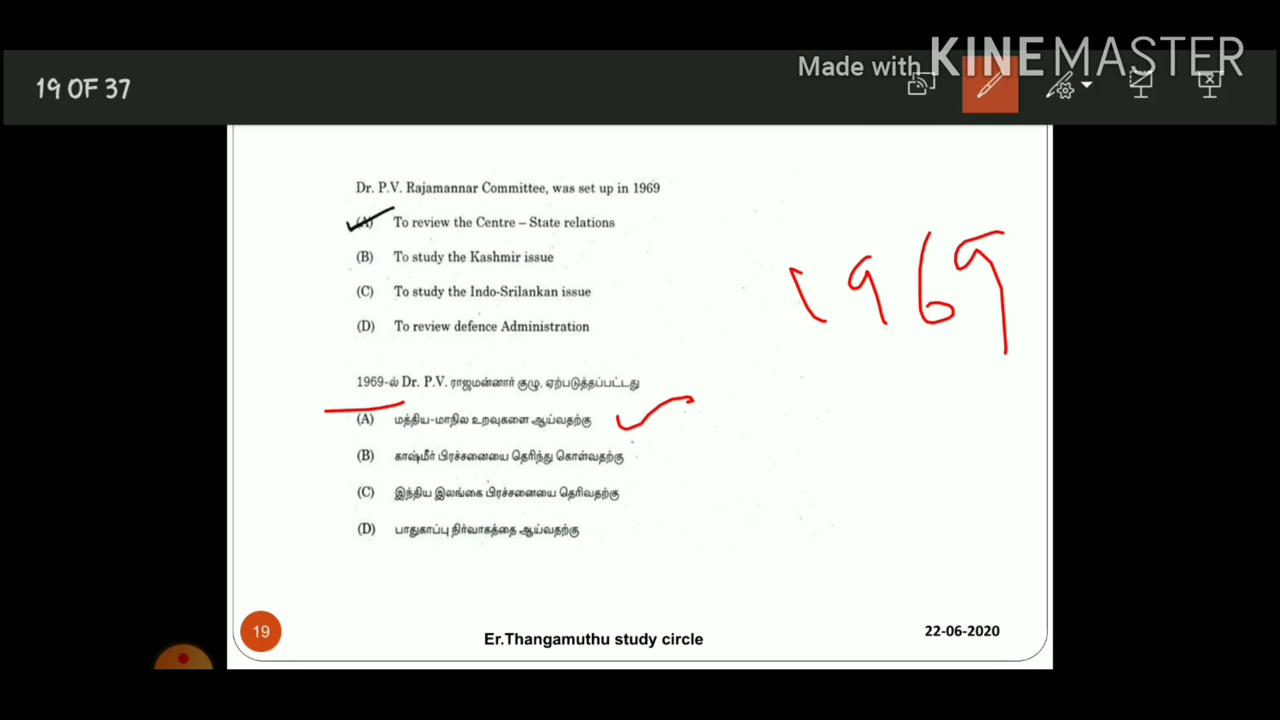 Made with KINEMASTER
19 OF 37
Dr. P.V. Rajamannar Committee, was set up in 1969
(A) To review the Centre – State relations
(B) To study the Kashmir issue
(C) To study the Indo-Srilankan issue
(D) To review defence Administration
1969
1969-ல் Dr. P.V. ராஜமன்னார் குழு, ஏற்படுத்தப்பட்டது
(A) மத்திய-மாநில உறவுகளை ஆய்வதற்கு
(B) காஷ்மீர் பிரச்சனையை தெரிந்து கொள்வதற்கு
(C) இந்திய இலங்கை பிரச்சனையை தெரிவதற்கு
(D) பாதுகாப்பு நிர்வாகத்தை ஆய்வதற்கு
19
Er.Thangamuthu study circle
22-06-2020